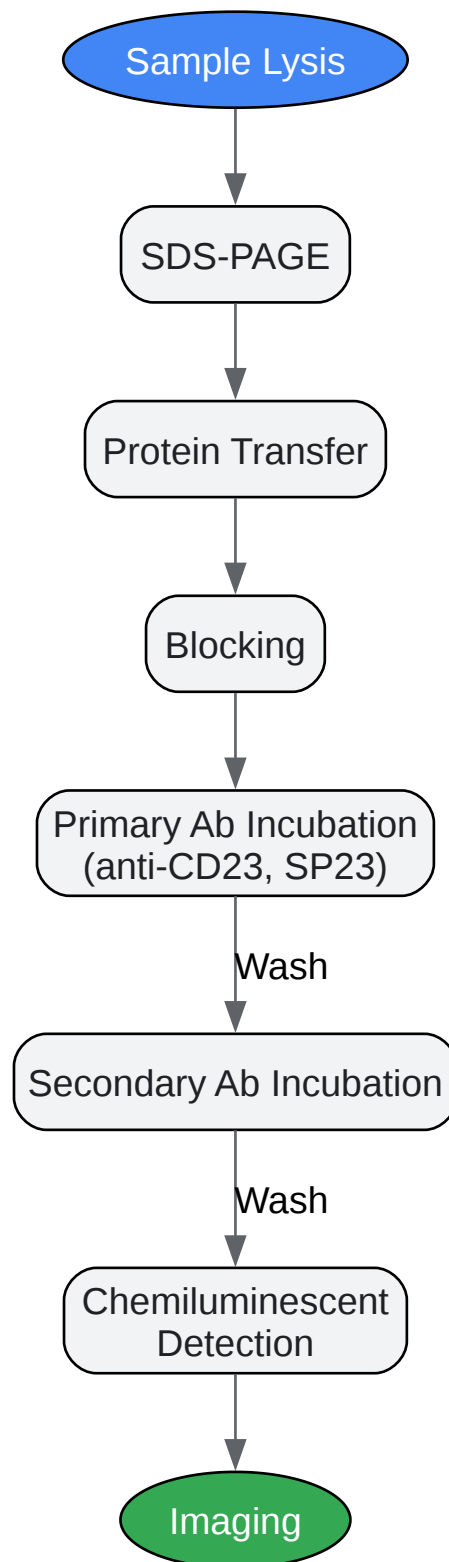 Sample Lysis
SDS-PAGE
Protein Transfer
Blocking
Primary Ab Incubation
(anti-CD23, SP23)
Wash
Secondary Ab Incubation
Wash
Chemiluminescent
Detection
Imaging